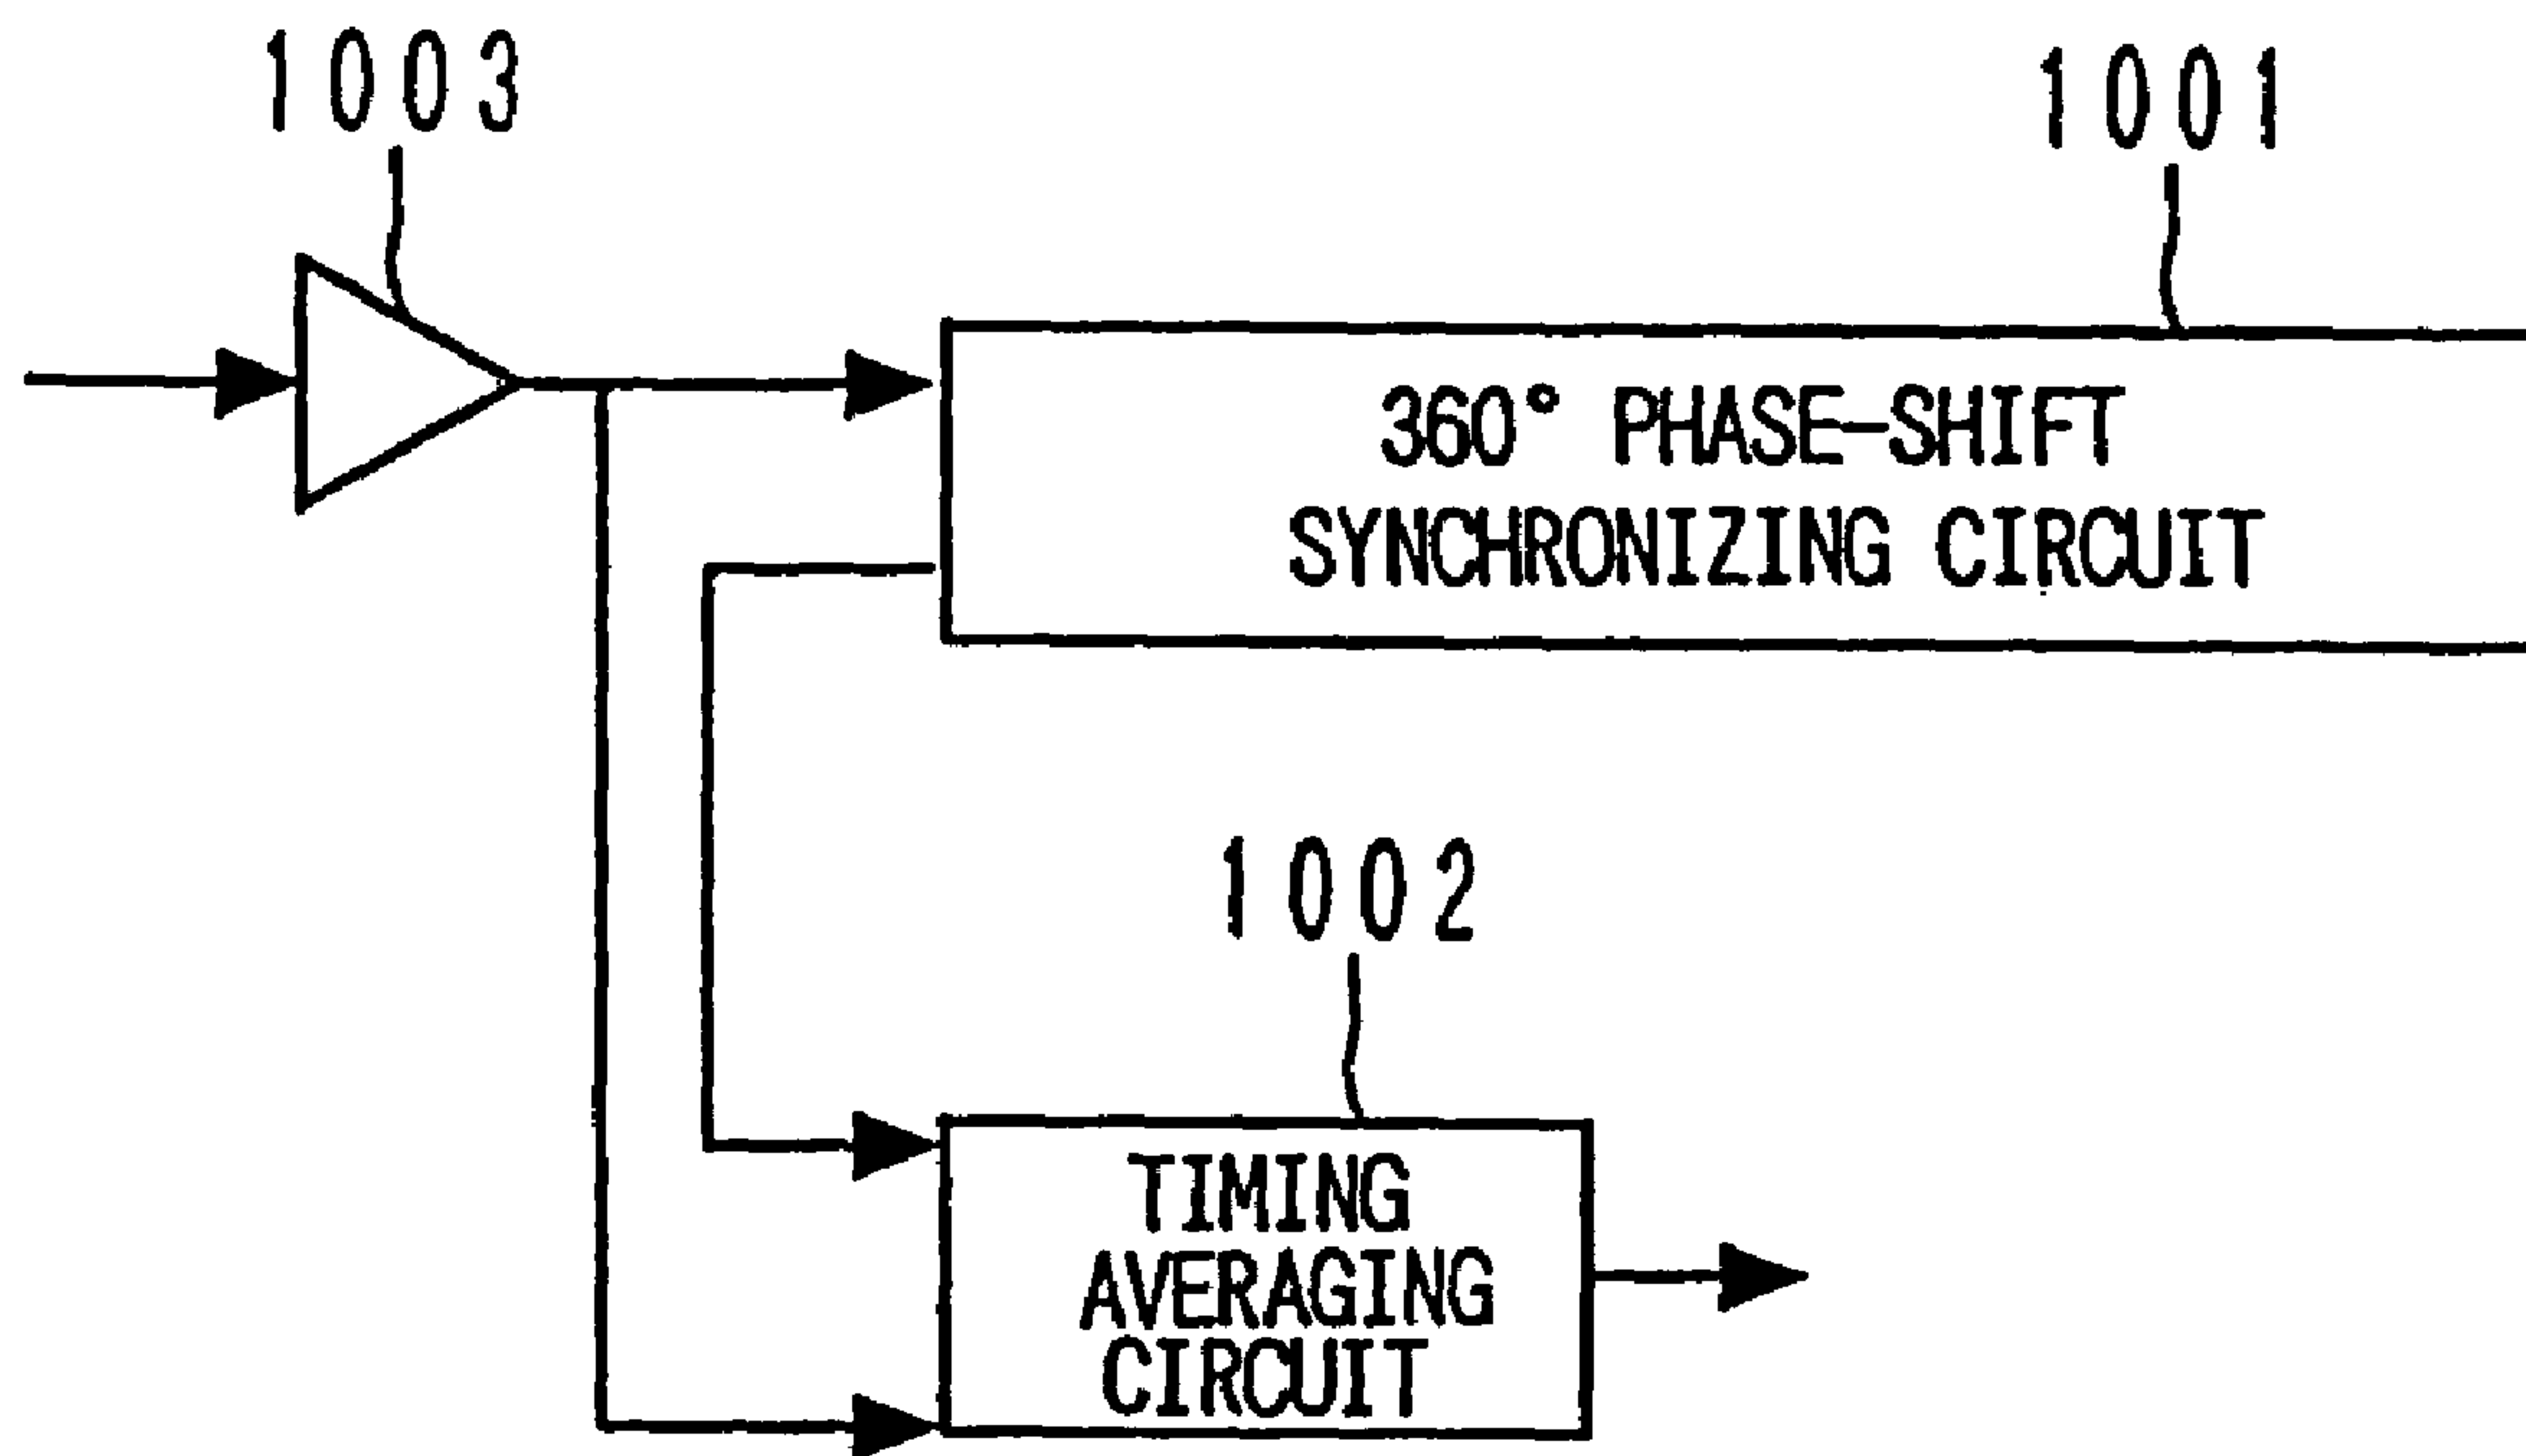 1003
1001
360° PHASE-SHIFT
SYNCHRONIZING CIRCUIT
1002
TIMING
AVERAGING
CIRCUIT